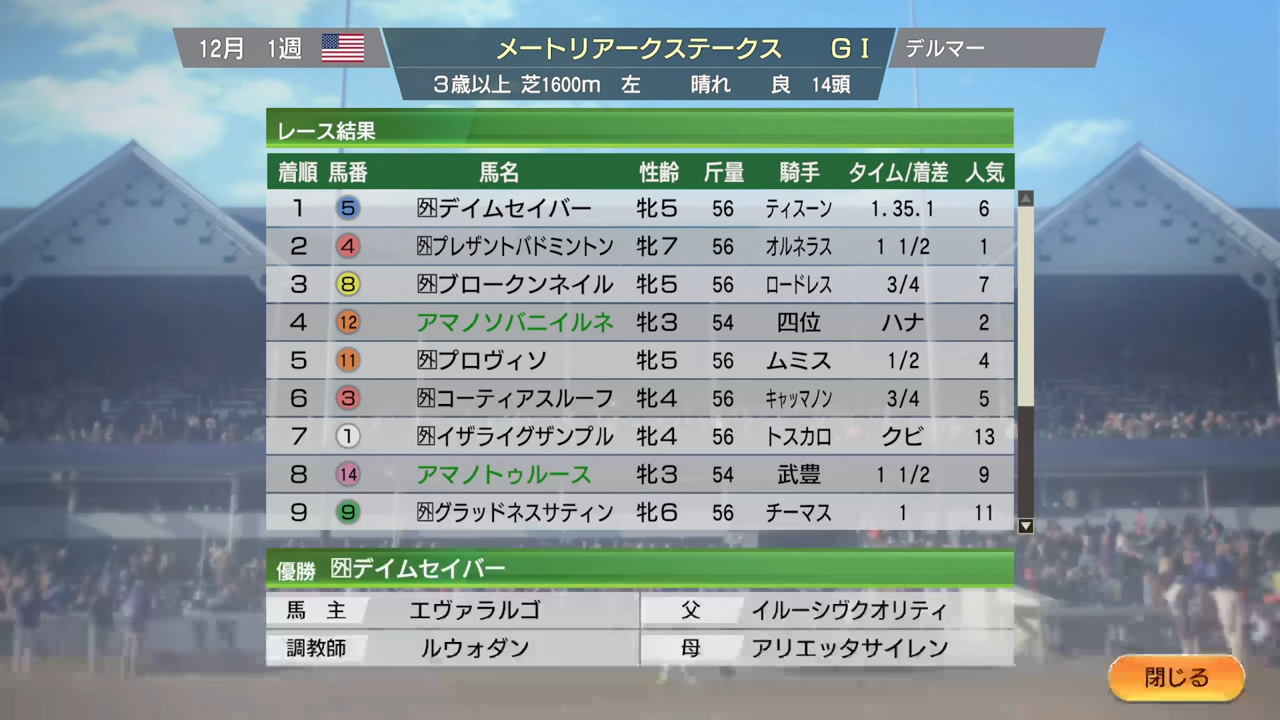 12月 1週 メートリアークステークス GⅠ デルマー
3歳以上 芝1600m 左 晴れ 良 14頭
レース結果
着順 馬番 馬名 性齢 斤量 騎手 タイム/着差 人気
1 5 外デイムセイバー 牝5 56 ティスーン 1.35.1 6
2 4 外プレザントバドミントン 牝7 56 オルネラス 1 1/2 1
3 8 外ブロークンネイル 牝5 56 ロードレス 3/4 7
4 12 アマノソバニイルネ 牝3 54 四位 ハナ 2
5 11 外プロヴィソ 牝5 56 ムミス 1/2 4
6 3 外コーティアスルーフ 牝4 56 キャッマノン 3/4 5
7 1 外イザライグザンプル 牝4 56 トスカロ クビ 13
8 14 アマノトゥルース 牝3 54 武豊 1 1/2 9
9 9 外グラッドネスサティン 牝6 56 チーマス 1 11
優勝 外デイムセイバー
馬 主 エヴァラルゴ 父 イルーシヴクオリティ
調教師 ルウォダン 母 アリエッタサイレン
閉じる